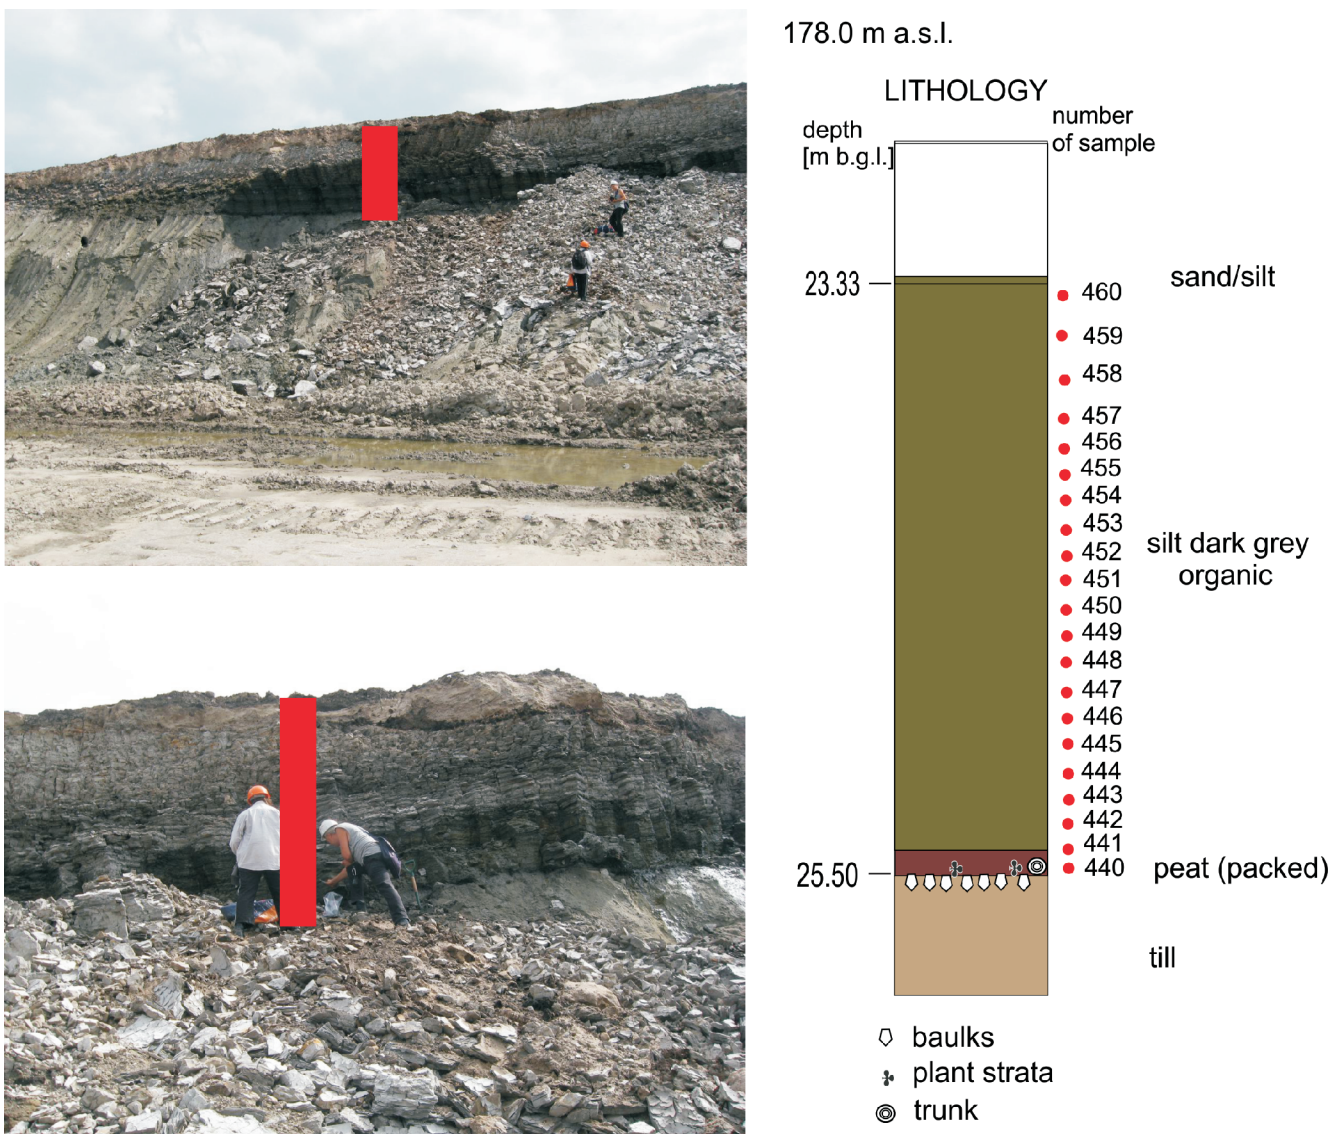 178.0 m a.s.l.
LITHOLOGY
depth
[m b.g.l.]
number
of sample
sand/silt
23.33
460
459
458
457
456
455
454
453
452
451
450
449
448
447
446
445
444
443
442
441
440
silt dark grey
organic
25.50
peat (packed)
till
baulks
plant strata
trunk